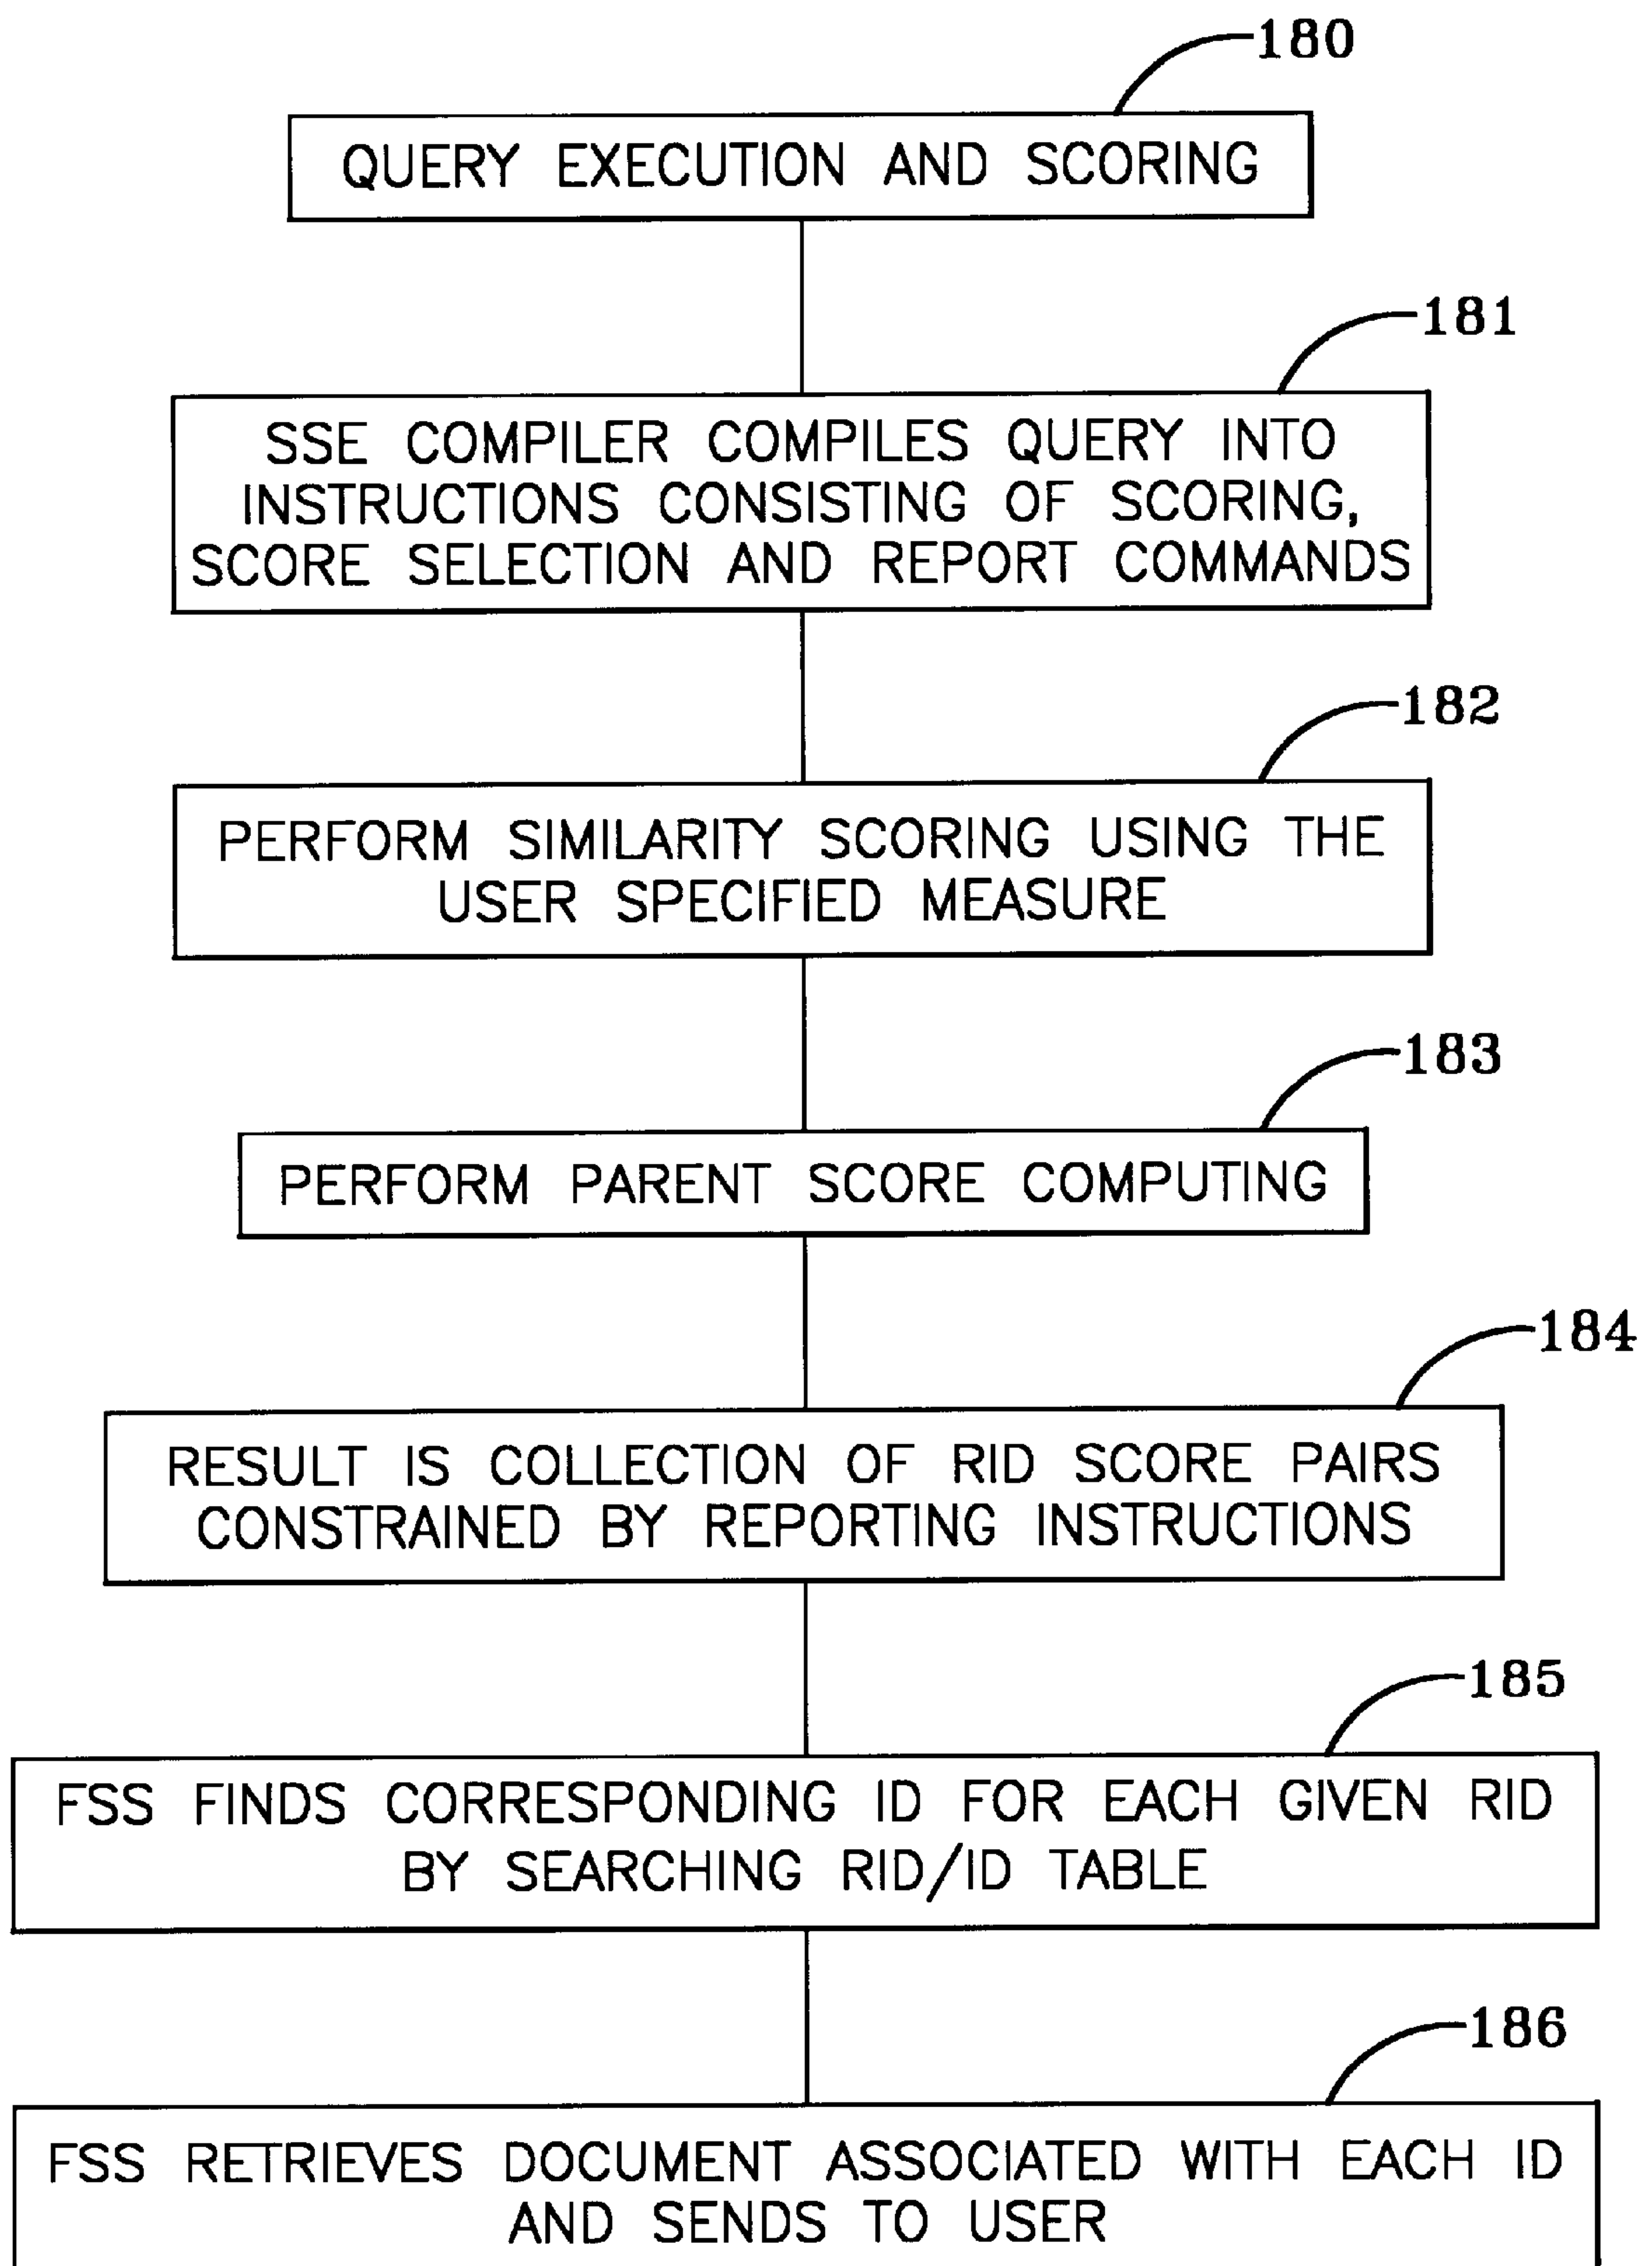 180
QUERY EXECUTION AND SCORING
181
SSE COMPILER COMPILES QUERY INTO
INSTRUCTIONS CONSISTING OF SCORING,
SCORE SELECTION AND REPORT COMMANDS
182
PERFORM SIMILARITY SCORING USING THE
USER SPECIFIED MEASURE
183
PERFORM PARENT SCORE COMPUTING
184
RESULT IS COLLECTION OF RID SCORE PAIRS
CONSTRAINED BY REPORTING INSTRUCTIONS
185
FSS FINDS CORRESPONDING ID FOR EACH GIVEN RID
BY SEARCHING RID/ID TABLE
186
FSS RETRIEVES DOCUMENT ASSOCIATED WITH EACH ID
AND SENDS TO USER